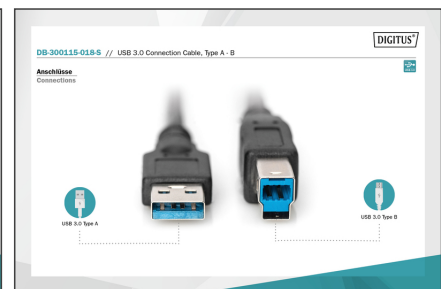 DIGITUS®
DB-300115-018-S // USB 3.0 Connection Cable, Type A - B
Anschlüsse
Connections
USB 3.0 Type A
USB 3.0 Type B